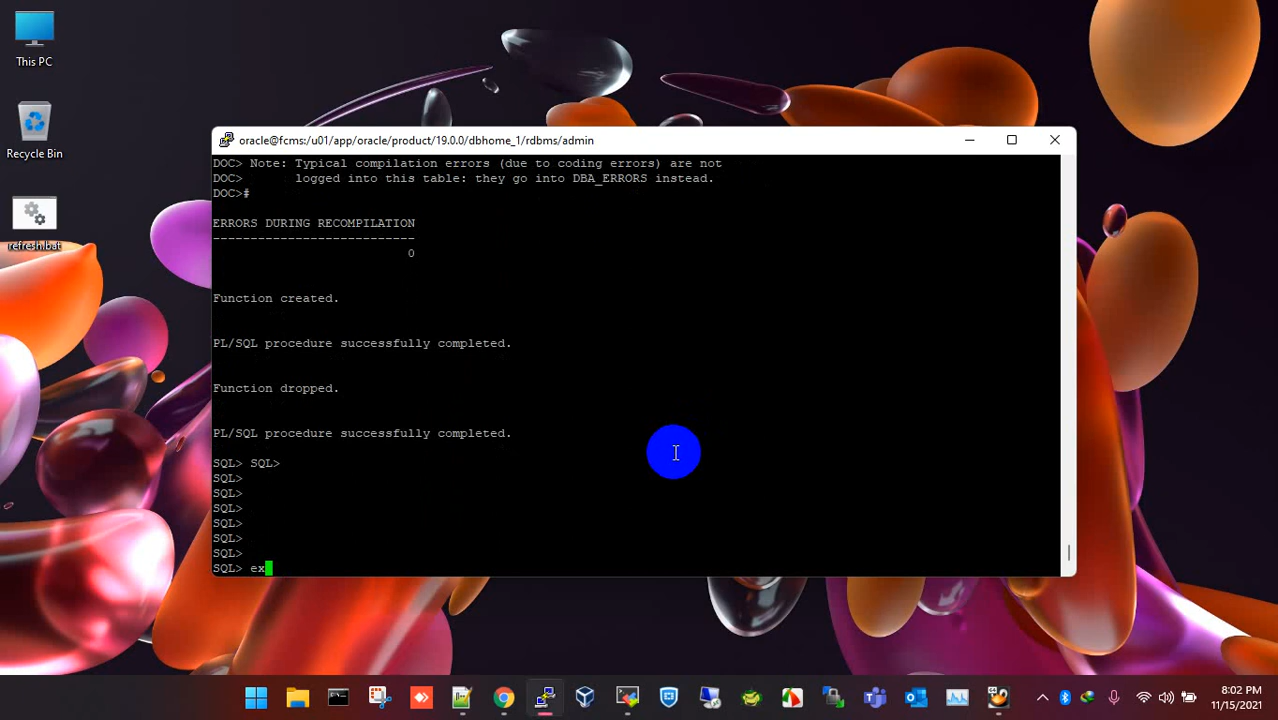 This PC
Recycle Bin
refresh.bat
oracle@fcms:/u01/app/oracle/product/19.0.0/dbhome_1/rdbms/admin
DOC> Note: Typical compilation errors (due to coding errors) are not
DOC> logged into this table: they go into DBA_ERRORS instead.
DOC>#
ERRORS DURING RECOMPILATION
---------------------------
0
Function created.
PL/SQL procedure successfully completed.
Function dropped.
PL/SQL procedure successfully completed.
SQL> SQL>
SQL>
SQL>
SQL>
SQL>
SQL>
SQL>
SQL> ex
8:02 PM
11/15/2021